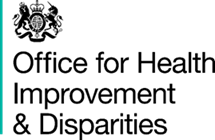 Office for Health
Improvement
& Disparities